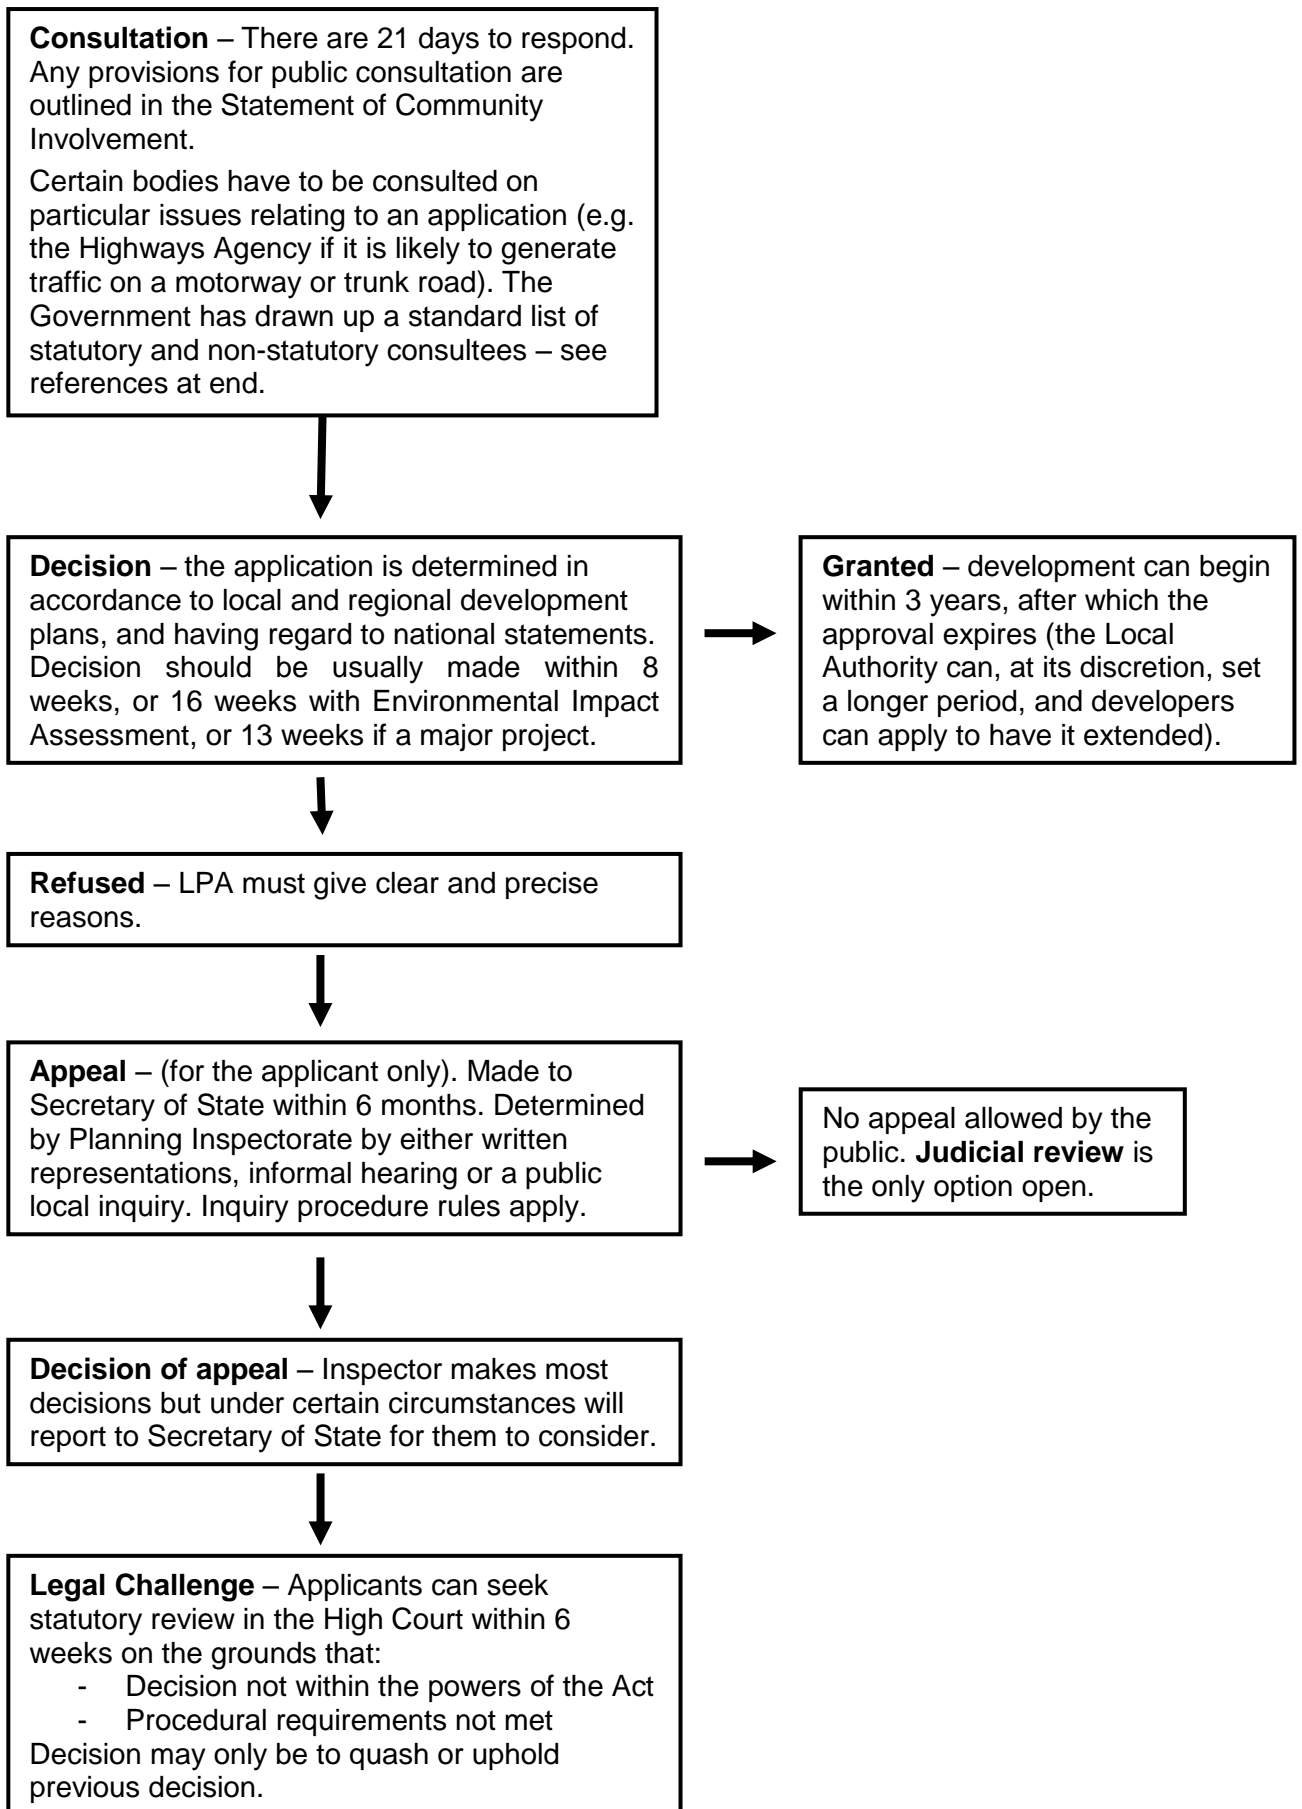 Consultation – There are 21 days to respond.
Any provisions for public consultation are
outlined in the Statement of Community
Involvement.
Certain bodies have to be consulted on
particular issues relating to an application (e.g.
the Highways Agency if it is likely to generate
traffic on a motorway or trunk road). The
Government has drawn up a standard list of
statutory and non-statutory consultees – see
references at end.
Decision – the application is determined in
accordance to local and regional development
plans, and having regard to national statements.
Decision should be usually made within 8
weeks, or 16 weeks with Environmental Impact
Assessment, or 13 weeks if a major project.
Granted – development can begin
within 3 years, after which the
approval expires (the Local
Authority can, at its discretion, set
a longer period, and developers
can apply to have it extended).
Refused – LPA must give clear and precise
reasons.
Appeal – (for the applicant only). Made to
Secretary of State within 6 months. Determined
by Planning Inspectorate by either written
representations, informal hearing or a public
local inquiry. Inquiry procedure rules apply.
No appeal allowed by the
public. Judicial review is
the only option open.
Decision of appeal – Inspector makes most
decisions but under certain circumstances will
report to Secretary of State for them to consider.
Legal Challenge – Applicants can seek
statutory review in the High Court within 6
weeks on the grounds that:
- Decision not within the powers of the Act
- Procedural requirements not met
Decision may only be to quash or uphold
previous decision.